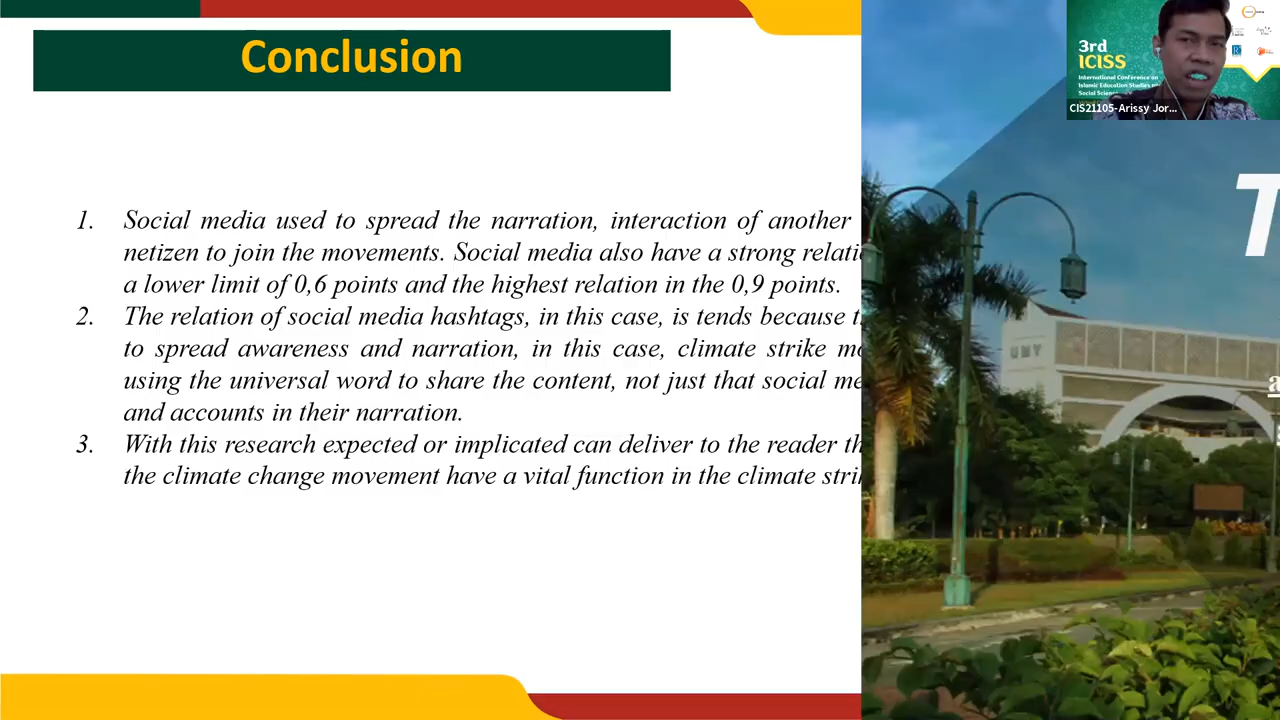 Conclusion
1. Social media used to spread the narration, interaction of another
netizen to join the movements. Social media also have a strong
a lower limit of 0,6 points and the highest relation in the 0,9 points.
2. The relation of social media hashtags, in this case, is tends because
to spread awareness and narration, in this case, climate strike
using the universal word to share the content, not just that social
and accounts in their narration.
3. With this research expected or implicated can deliver to the reader
the climate change movement have a vital function in the climate
3rd
ICISS
International Conference on
Islamic Education Studies
Social Science
CIS21105-Arissy Jor...
T
UMY
a